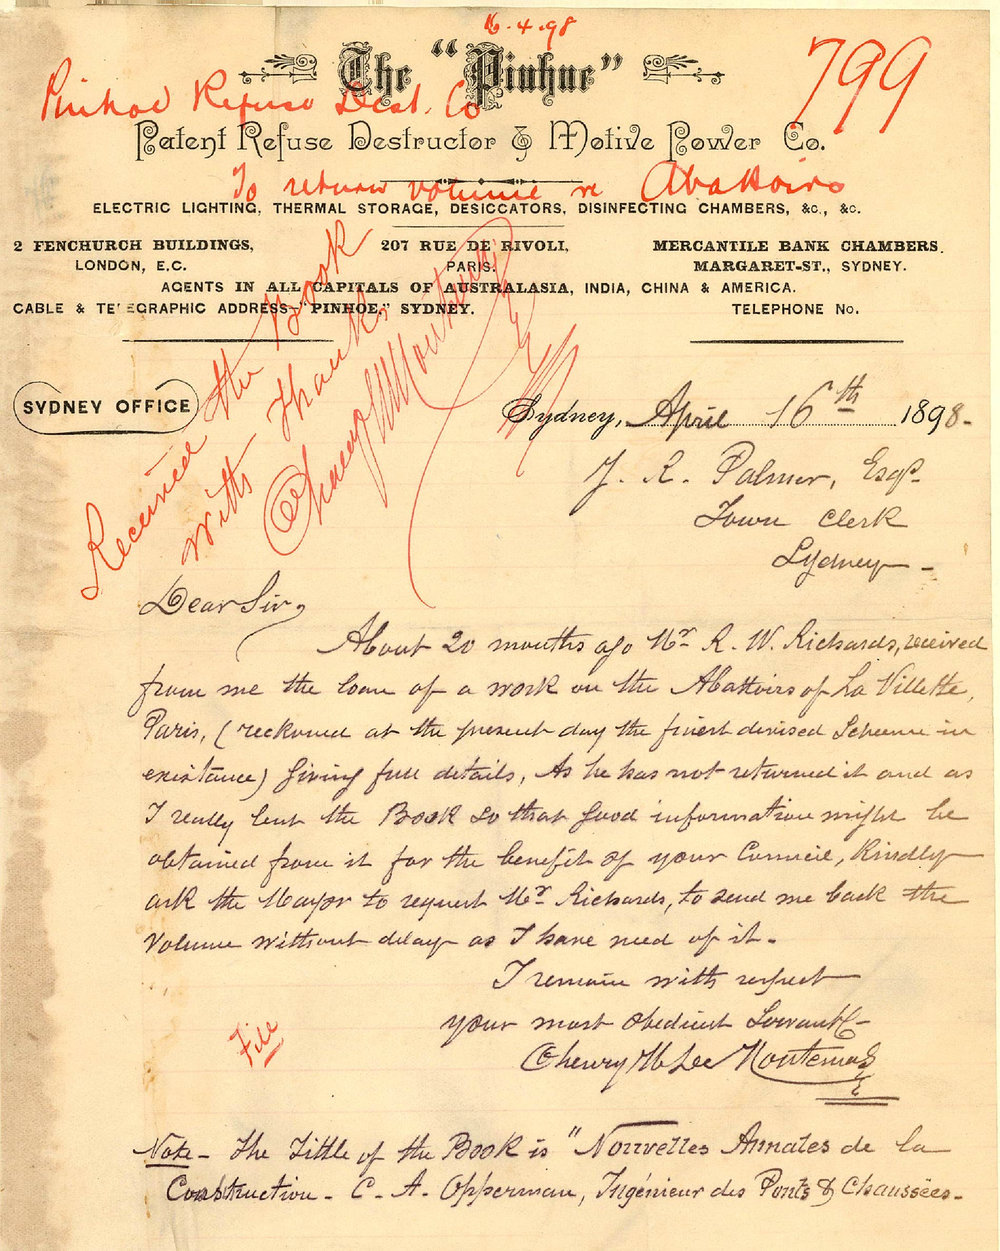 16.4.98
799
The "Pinhoe"
Pinhoe Refuse Dest. Co
Patent Refuse Destructor & Motive Power Co.
To return volume re Abattoirs
ELECTRIC LIGHTING, THERMAL STORAGE, DESICCATORS, DISINFECTING CHAMBERS, &c., &c.
2 FENCHURCH BUILDINGS,
LONDON, E.C.
207 RUE DE RIVOLI,
PARIS.
MERCANTILE BANK CHAMBERS.
MARGARET-ST., SYDNEY.
AGENTS IN ALL CAPITALS OF AUSTRALASIA, INDIA, CHINA & AMERICA.
CABLE & TELEGRAPHIC ADDRESS—"PINHOE," SYDNEY.
TELEPHONE No.
SYDNEY OFFICE
Received the Book
with Thanks
Sydney, April 16th 1898-
J. R. Palmer, Esqr-
Town Clerk
Sydney -
Dear Sir,
About 20 months ago Mr R. W. Richards, received
from me the loan of a work on the Abattoirs of La Villette,
Paris, (reckoned at the present day the finest devised Scheme in
existance) giving full details, As he has not returned it and as
I really lent the Book so that good information might be
obtained from it for the benefit of your Council, Kindly
ask the Mayor to request Mr Richards, to send me back the
Volume without delay as I have need of it.
I remain with respect
your most obedient Servant
File
Note - The Tittle of the Book is "Nouvelles Annales de la
Construction - C. A. Opperman, Ingénieur des Ponts & Chaussées.-